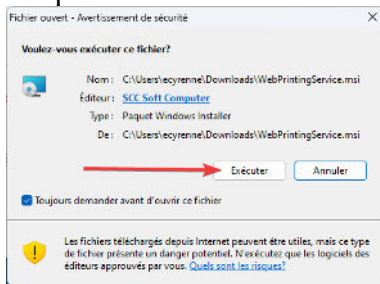 Fichier ouvert - Avertissement de sécurité
Voulez-vous exécuter ce fichier?
Nom : C:\Users\ecyrenne\Downloads\WebPrintingService.msi
Éditeur : SCC Soft Computer
Type : Paquet Windows Installer
De : C:\Users\ecyrenne\Downloads\WebPrintingService.msi
Exécuter Annuler
Toujours demander avant d'ouvrir ce fichier
Les fichiers téléchargés depuis Internet peuvent être utiles, mais ce type
de fichier présente un danger potentiel. N'exécutez que les logiciels des
éditeurs approuvés par vous. Quels sont les risques?